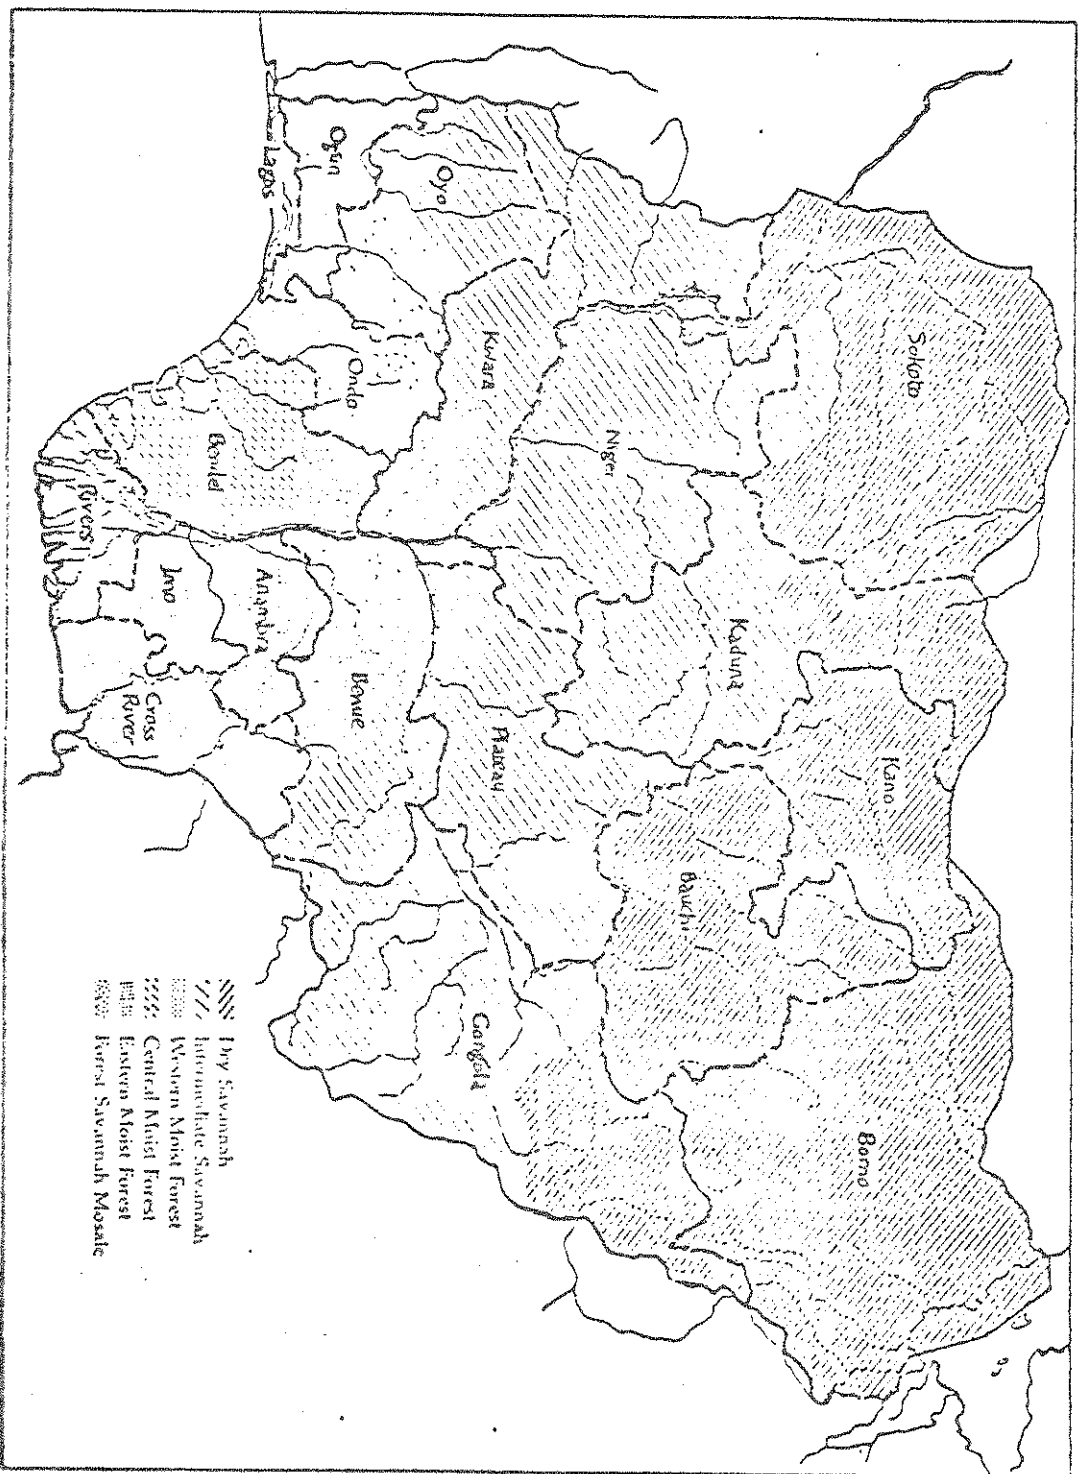 Sokoto
Kano
Borno
Kaduna
Bauchi
Niger
Kwara
Plateau
Gongola
Oyo
Ogun
Lagos
Ondo
Bendel
Benue
Anambra
Imo
Rivers
Cross
River
Dry Savannah
Intermediate Savannah
Western Moist Forest
Central Moist Forest
Eastern Moist Forest
Forest Savannah Mosaic